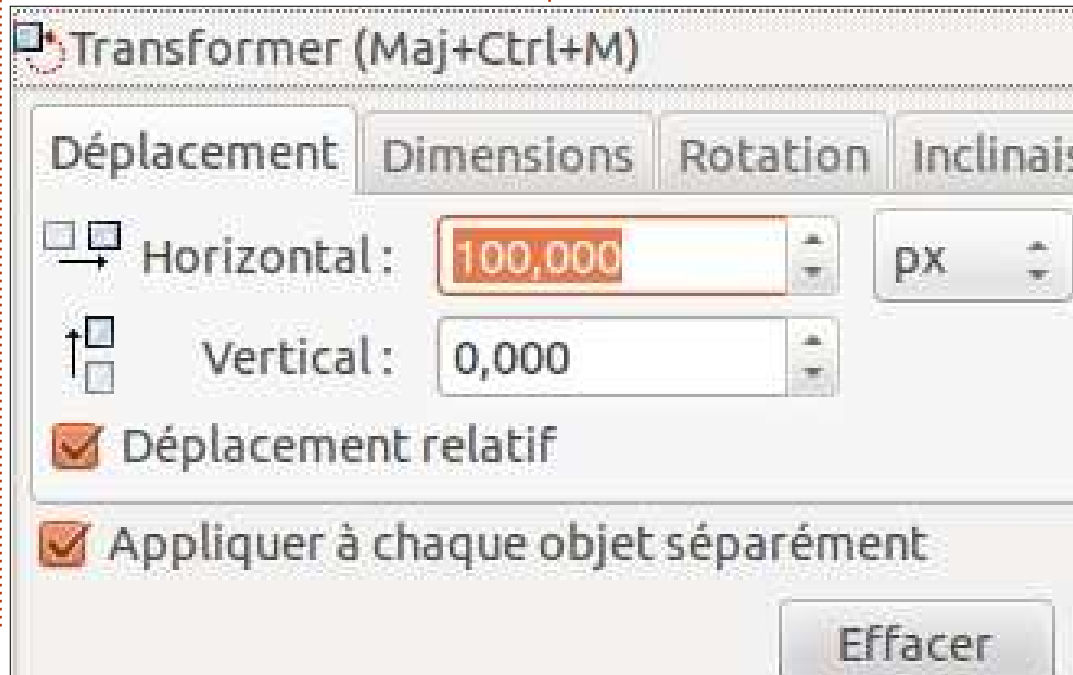 Transformer (Maj+Ctrl+M)
Déplacement Dimensions Rotation Inclinais
Horizontal : 100,000 px
Vertical : 0,000
Déplacement relatif
Appliquer à chaque objet séparément
Effacer